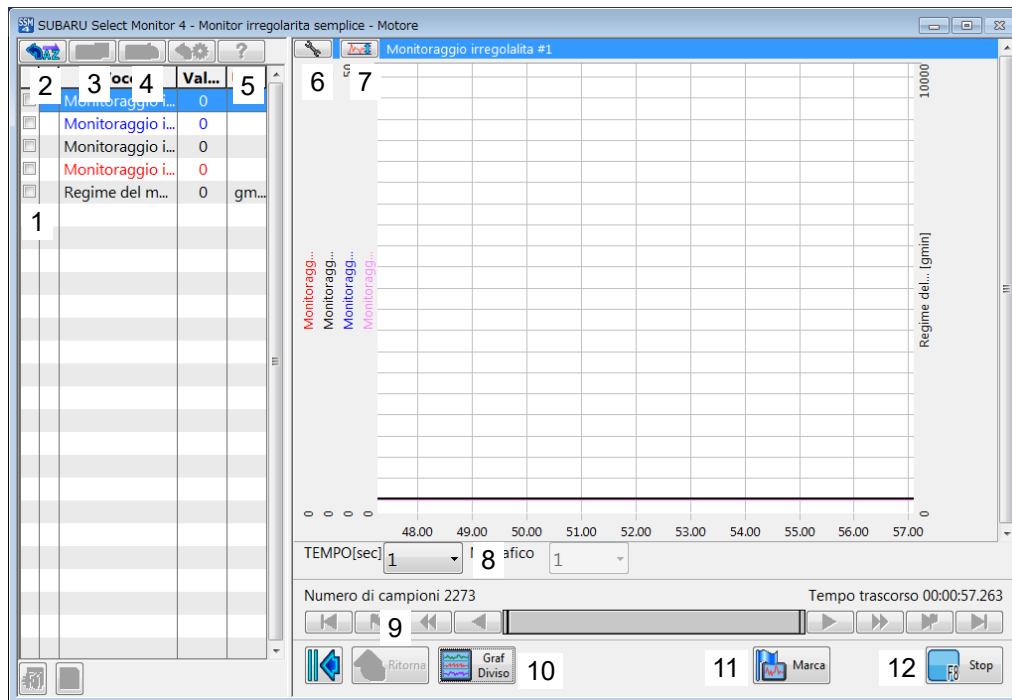 SUBARU Select Monitor 4 - Monitor irregolarita semplice - Motore
AZ
?
Monitoraggio irregolalita #1
2
3
4
5
6
7
Val...
Monitoraggio i... 0
Monitoraggio i... 0
Monitoraggio i... 0
Monitoraggio i... 0
Regime del m... 0 gm...
1
10000
Monitoragg...
Monitoragg...
Monitoragg...
Monitoragg...
Regime del... [gmin]
0 0 0 0
0
48.00 49.00 50.00 51.00 52.00 53.00 54.00 55.00 56.00 57.00
TEMPO[sec]
1
8
afico
1
Numero di campioni 2273
Tempo trascorso 00:00:57.263
9
Ritorna
Graf Diviso
10
11
Marca
12
F8
Stop